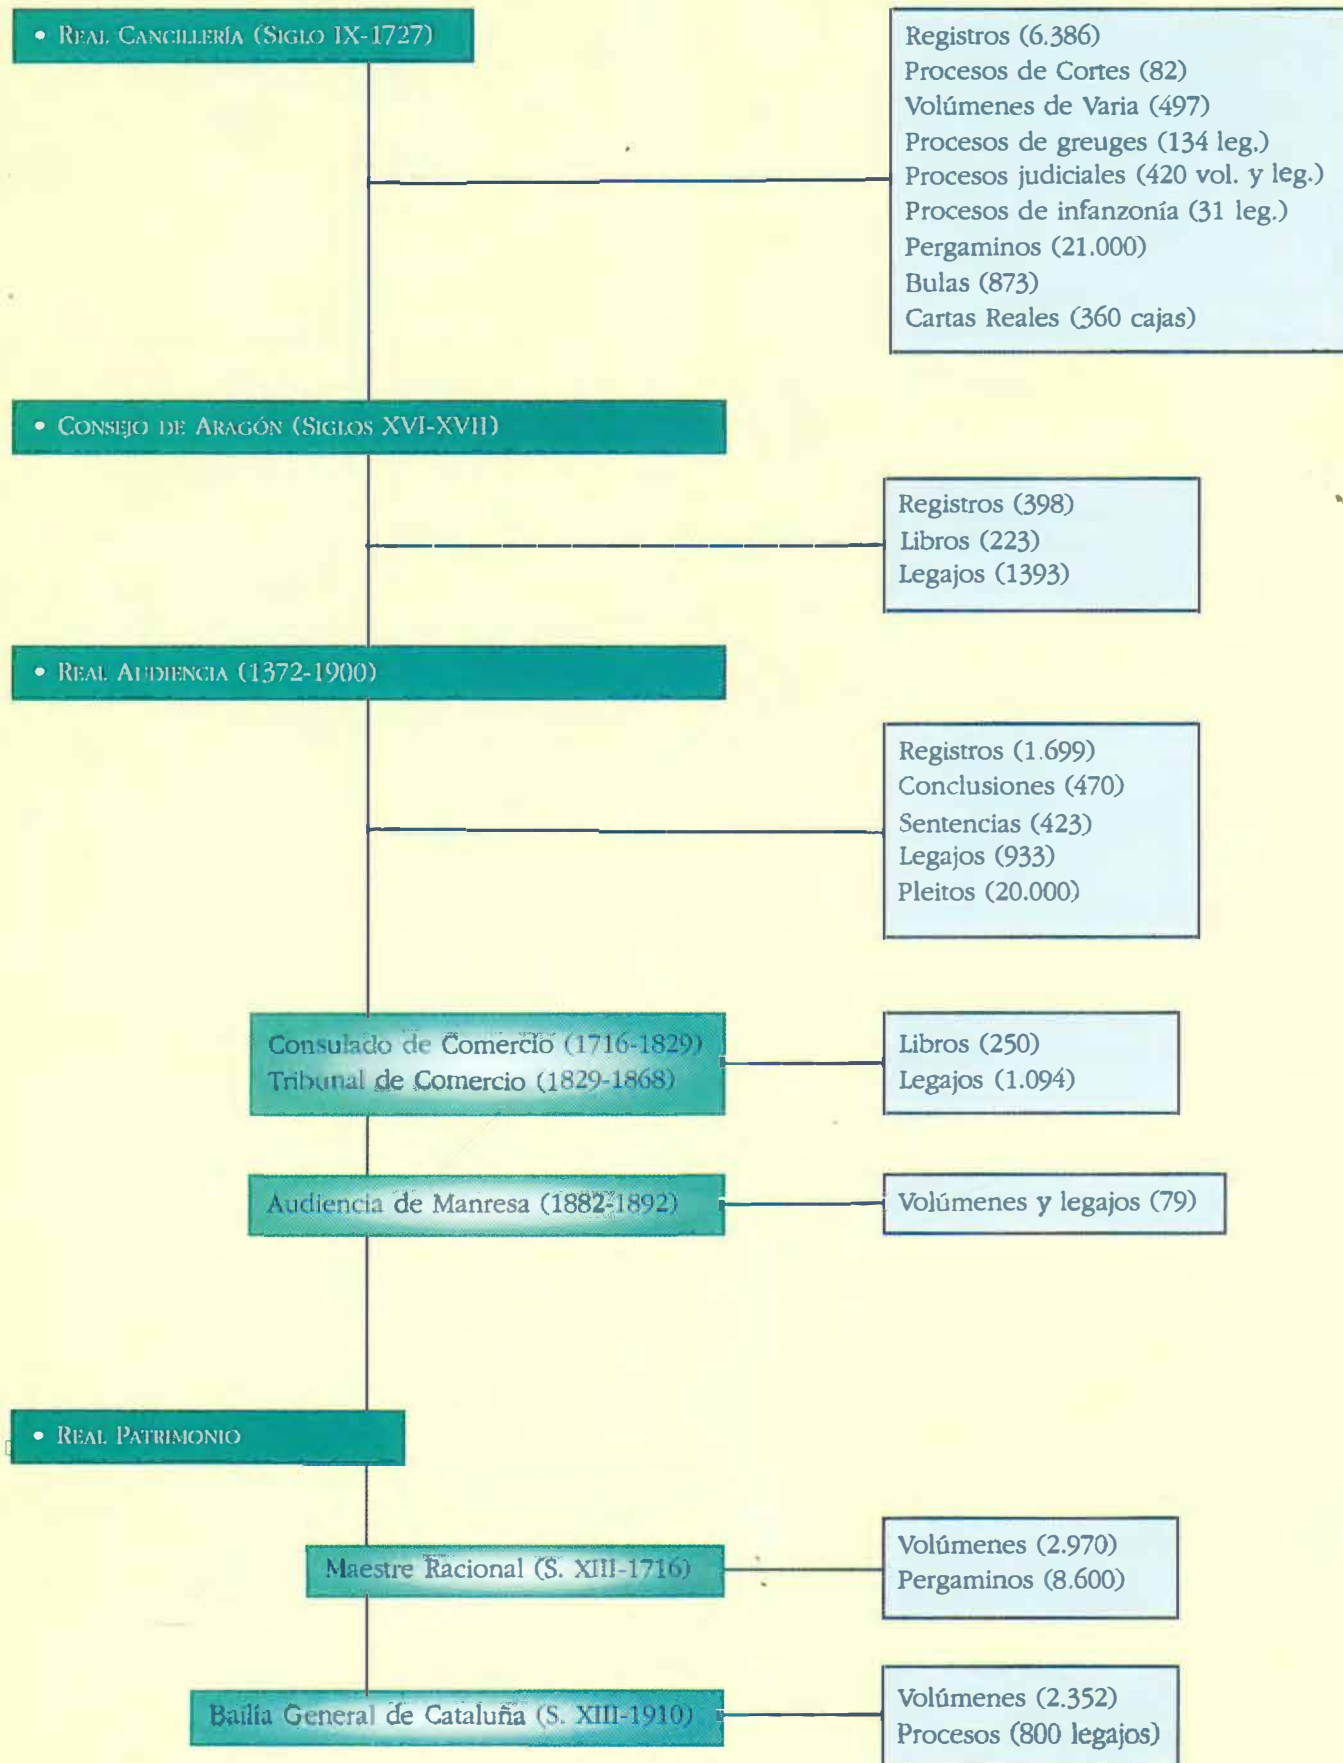 • REAL CANCILLERÍA (SIGLO IX-1727)
Registros (6.386)
Procesos de Cortes (82)
Volúmenes de Varia (497)
Procesos de greuges (134 leg.)
Procesos judiciales (420 vol. y leg.)
Procesos de infanzonía (31 leg.)
Pergaminos (21.000)
Bulas (873)
Cartas Reales (360 cajas)
• CONSEJO DE ARAGÓN (SIGLOS XVI-XVII)
Registros (398)
Libros (223)
Legajos (1393)
• REAL AUDIENCIA (1372-1900)
Registros (1.699)
Conclusiones (470)
Sentencias (423)
Legajos (933)
Pleitos (20.000)
Consulado de Comercio (1716-1829)
Tribunal de Comercio (1829-1868)
Libros (250)
Legajos (1.094)
Audiencia de Manresa (1882-1892)
Volúmenes y legajos (79)
• REAL PATRIMONIO
Maestre Racional (S. XIII-1716)
Volúmenes (2.970)
Pergaminos (8.600)
Bailía General de Cataluña (S. XIII-1910)
Volúmenes (2.352)
Procesos (800 legajos)